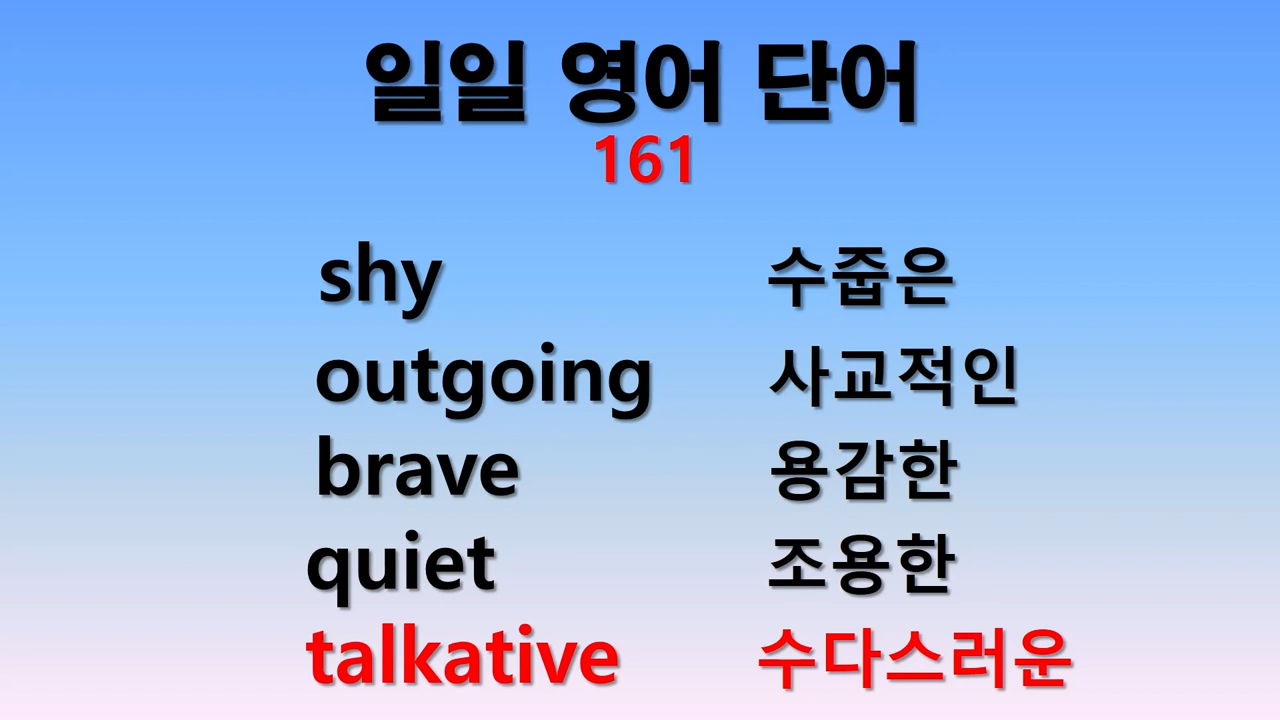 일일 영어 단어
161
shy 수줍은
outgoing 사교적인
brave 용감한
quiet 조용한
talkative 수다스러운